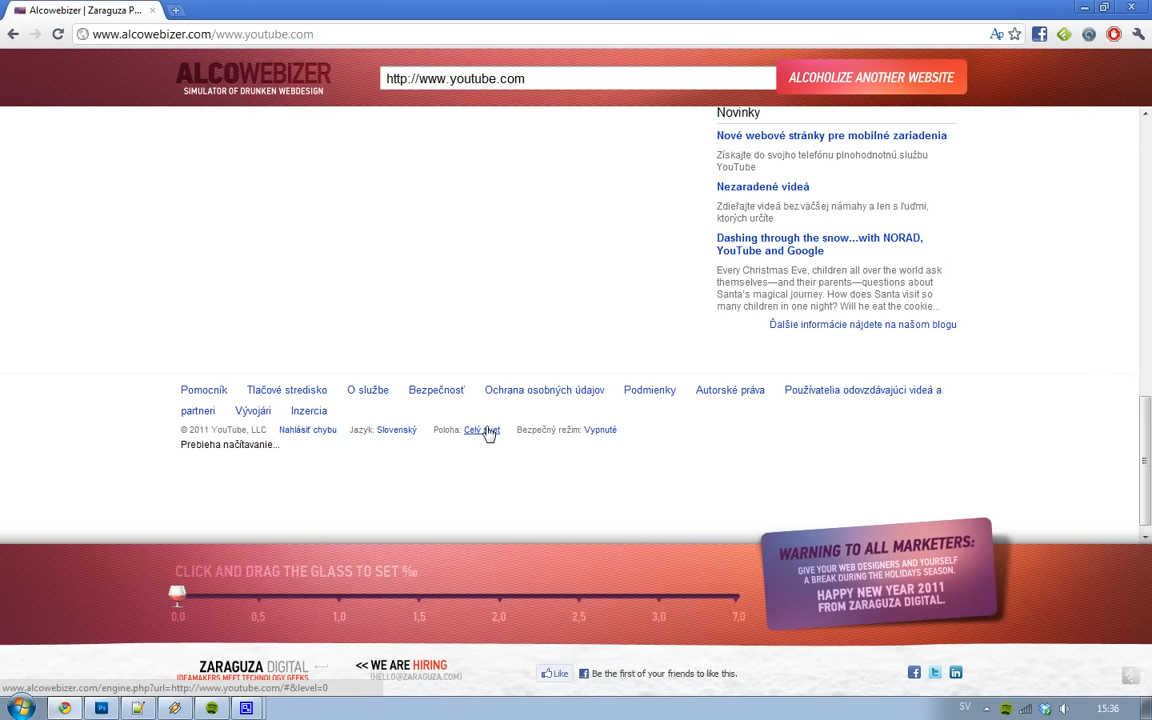 Alcowebizer | Zaraguza P...
www.alcowebizer.com/www.youtube.com
ALCOWEBIZER
SIMULATOR OF DRUNKEN WEBDESIGN
http://www.youtube.com
ALCOHOLIZE ANOTHER WEBSITE
Novinky
Nové webové stránky pre mobilné zariadenia
Získajte do svojho telefónu plnohodnotnú službu
YouTube
Nezaradené videá
Zdieľajte videá bez väčšej námahy a len s ľuďmi,
ktorých určíte
Dashing through the snow...with NORAD,
YouTube and Google
Every Christmas Eve, children all over the world ask
themselves—and their parents—questions about
Santa's magical journey. How does Santa visit so
many children in one night? Will he eat the cookie...
Ďalšie informácie nájdete na našom blogu
Pomocník Tlačové stredisko O službe Bezpečnosť Ochrana osobných údajov Podmienky Autorské práva Používatelia odovzdávajúci videá a
partneri Vývojári Inzercia
© 2011 YouTube, LLC Nahlásiť chybu Jazyk: Slovenský Poloha: Celý svet Bezpečný režim: Vypnuté
Prebieha načítavanie...
CLICK AND DRAG THE GLASS TO SET ‰
0,0 0,5 1,0 1,5 2,0 2,5 3,0 7,0
WARNING TO ALL MARKETERS:
GIVE YOUR WEB DESIGNERS AND YOURSELF
A BREAK DURING THE HOLIDAYS SEASON.
HAPPY NEW YEAR 2011
FROM ZARAGUZA DIGITAL.
ZARAGUZA DIGITAL
IDEAMAKERS MEET TECHNOLOGY GEEKS
<< WE ARE HIRING
(HELLO@ZARAGUZA.COM)
Like Be the first of your friends to like this.
www.alcowebizer.com/engine.php?url=http://www.youtube.com/#&level=0
SV 15:36